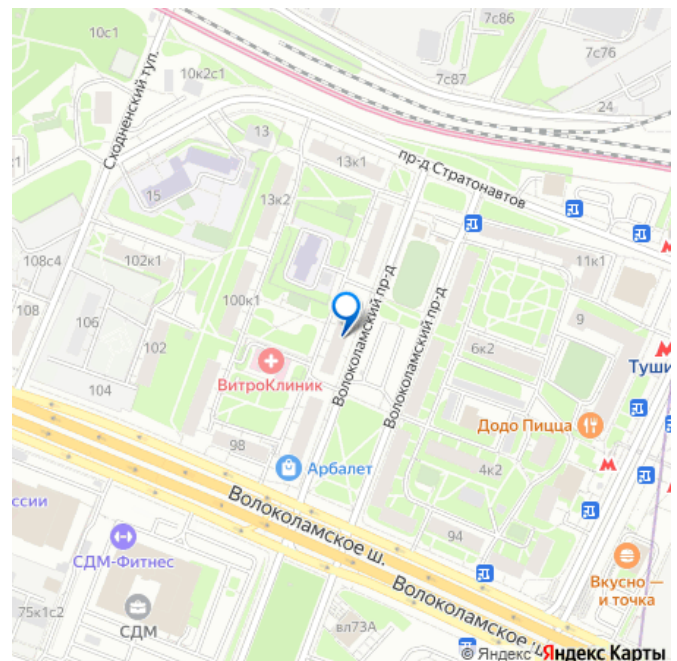 7с86
10с1
7с76
10к2с1
7с87
24
Сходненский туп.
13
13к1
пр-д Стратонавтов
к1
15
13к2
108с4
102к1
11к1
Волоколамский пр-д
100к1
108
106
9
102
Волоколамский пр-д
6к2
Туши
ВитроКлиник
104
Додо Пицца
98
Арбалет
4к2
Волоколамское ш.
94
ссии
СДМ-Фитнес
Вкусно —
и точка
Волоколамское ш.
75к1с2
СДМ
вл73А
© Яндекс Яндекс Карты